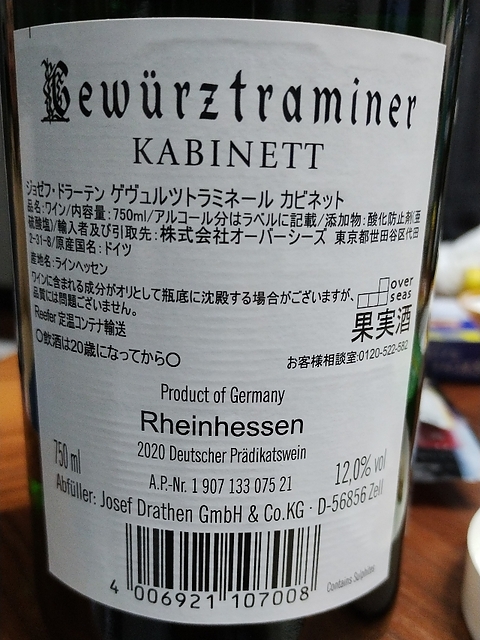 Gewürztraminer
KABINETT
ジョゼフ・ドラーテン ゲヴュルツトラミネール カビネット
品名:ワイン/内容量:750ml/アルコール分はラベルに記載/添加物:酸化防止剤(亜
硫酸塩)/輸入者及び引取先:株式会社オーバーシーズ 東京都世田谷区代田
2-31-8/原産国名:ドイツ
産地名:ラインヘッセン
ワインに含まれる成分がオリとして瓶底に沈殿する場合がございますが、
品質には問題ございません。
over
seas
Reefer 定温コンテナ輸送
果実酒
〇飲酒は20歳になってから〇
お客様相談室:0120-522-582
Product of Germany
Rheinhessen
2020 Deutscher Prädikatswein
750 ml
12,0% vol
A.P.-Nr. 1 907 133 075 21
Abfüller: Josef Drathen GmbH & Co.KG · D-56856 Zell
4 006921 107008
Contains Sulphites